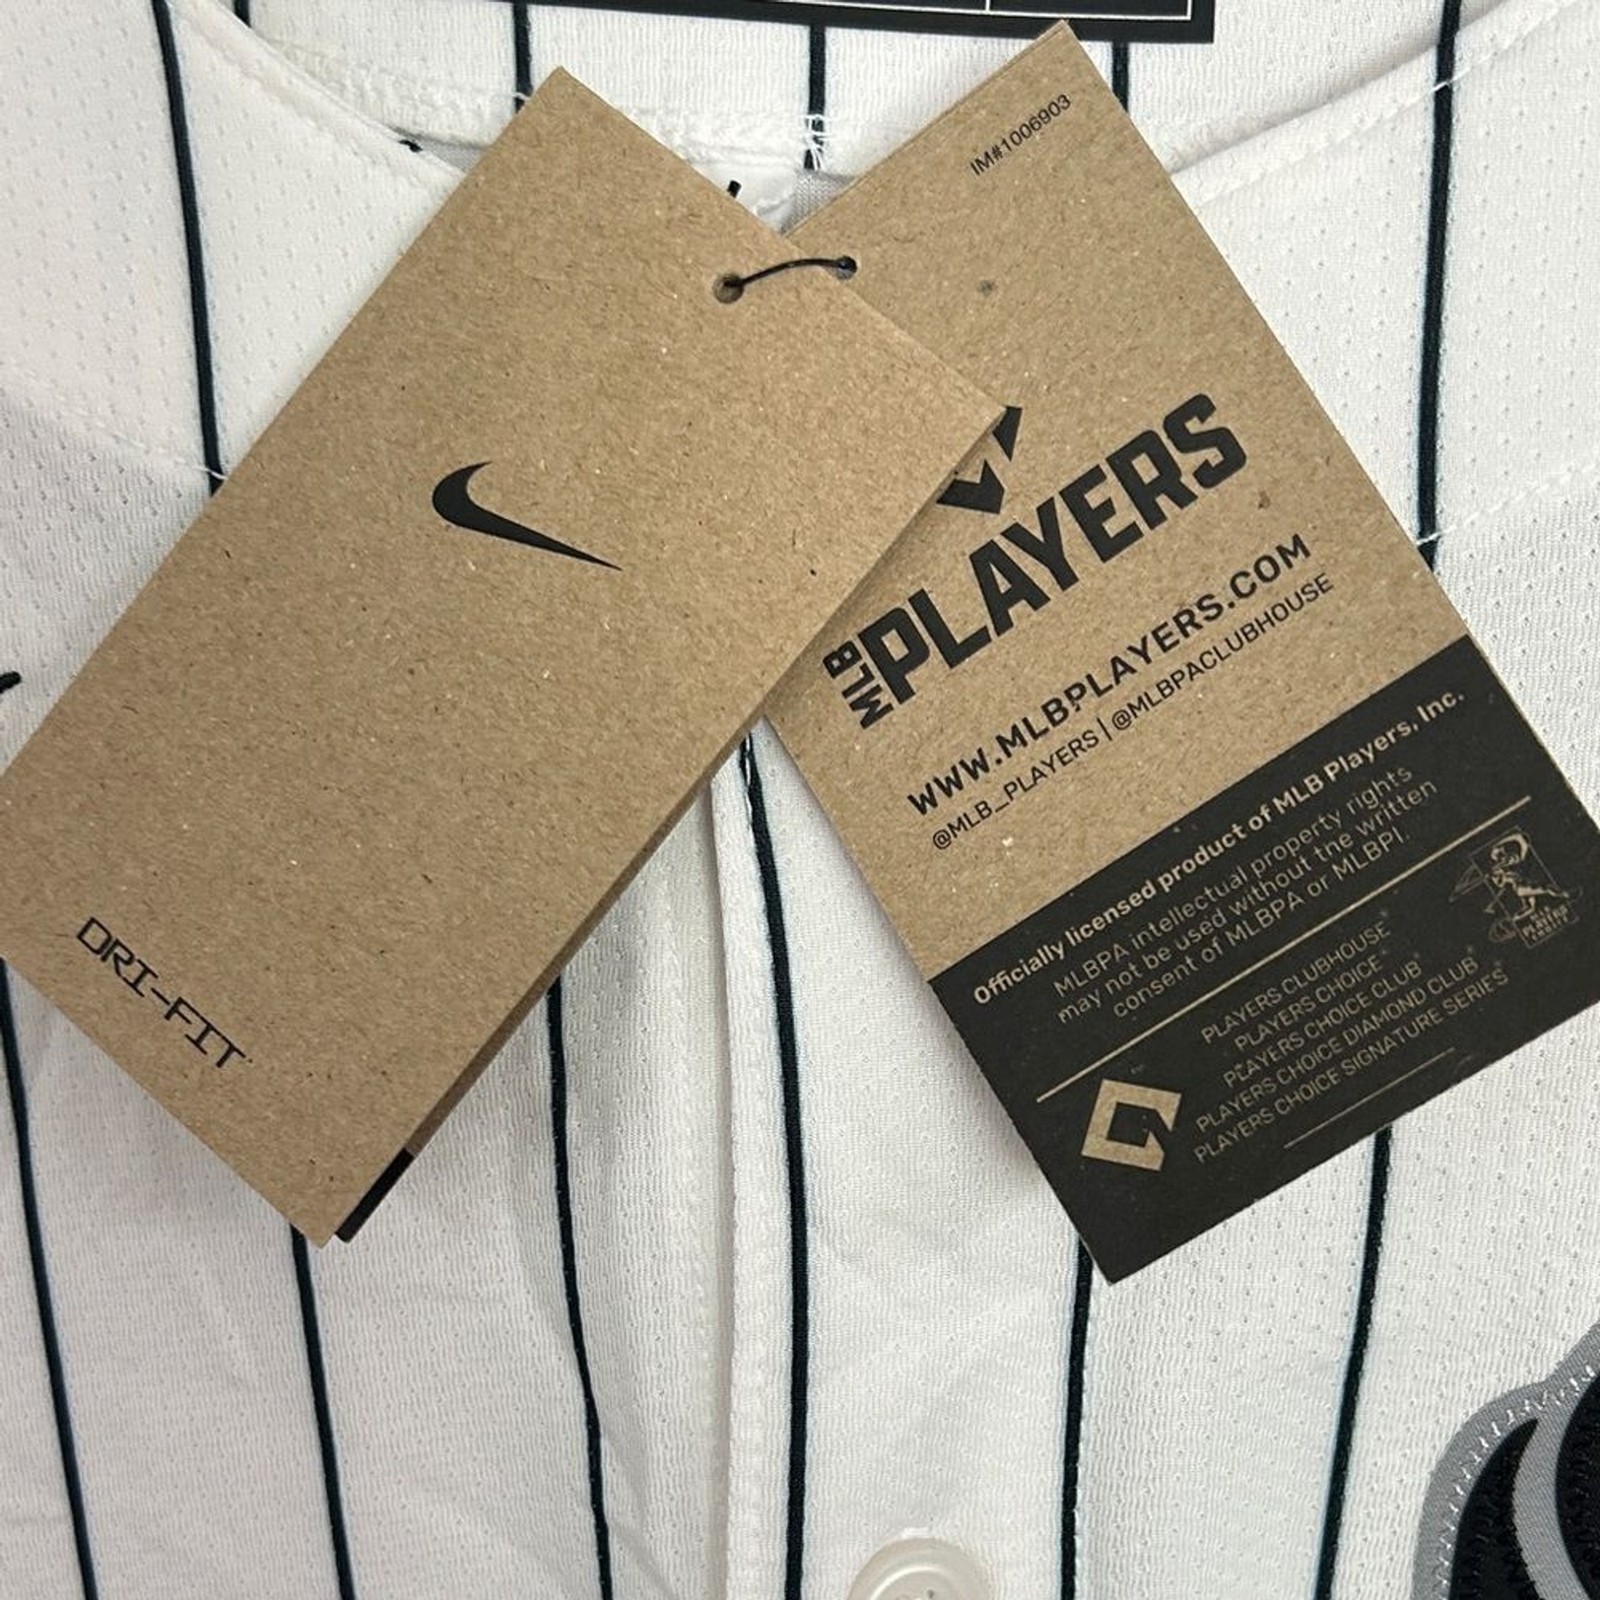 DRI-FIT
IM#1006903
MLB PLAYERS
WWW.MLBPLAYERS.COM
@MLB_PLAYERS | @MLBPACLUBHOUSE
Officially licensed product of MLB Players, Inc.
MLBPA intellectual property rights
may not be used without the written
consent of MLBPA or MLBPI.
PLAYERS CLUBHOUSE®
PLAYERS CHOICE®
PLAYERS CHOICE CLUB®
PLAYERS CHOICE DIAMOND CLUB®
PLAYERS CHOICE SIGNATURE SERIES®
PLAYERS
CHOICE